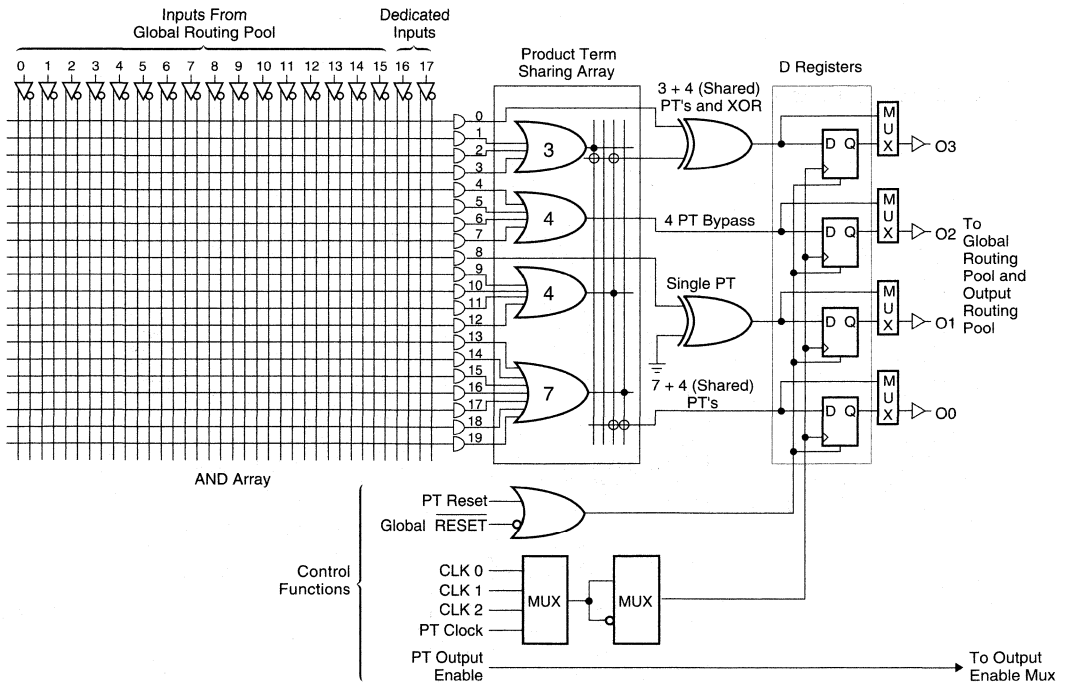 Inputs From
Global Routing Pool
Dedicated
Inputs
0 1 2 3 4 5 6 7 8 9 10 11 12 13 14 15 16 17
Product Term
Sharing Array
D Registers
3 + 4 (Shared)
PT's and XOR
0
1
2
3
4
5
6
7
8
9
10
11
12
13
14
15
16
17
18
19
3
4
4
7
4 PT Bypass
Single PT
7 + 4 (Shared)
PT's
D Q
MUX
O3
D Q
MUX
O2
D Q
MUX
O1
D Q
MUX
O0
To
Global
Routing
Pool and
Output
Routing
Pool
AND Array
Control
Functions
PT Reset
Global RESET
CLK 0
CLK 1
CLK 2
PT Clock
MUX
MUX
PT Output
Enable
To Output
Enable Mux